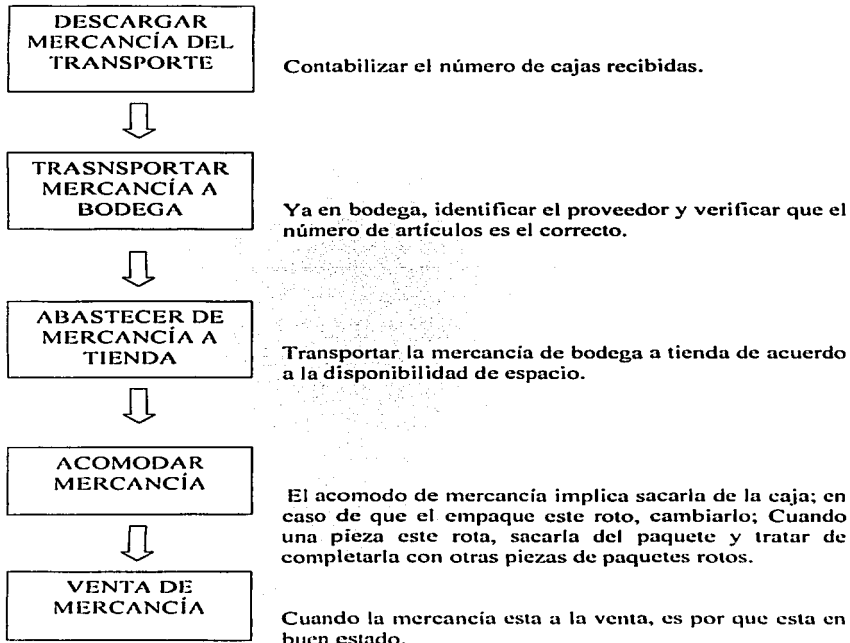 DESCARGAR
MERCANCÍA DEL
TRANSPORTE
Contabilizar el número de cajas recibidas.
TRASNSPORTAR
MERCANCÍA A
BODEGA
Ya en bodega, identificar el proveedor y verificar que el
número de artículos es el correcto.
ABASTECER DE
MERCANCÍA A
TIENDA
Transportar la mercancía de bodega a tienda de acuerdo
a la disponibilidad de espacio.
ACOMODAR
MERCANCÍA
El acomodo de mercancía implica sacarla de la caja; en
caso de que el empaque este roto, cambiarlo; Cuando
una pieza este rota, sacarla del paquete y tratar de
completarla con otras piezas de paquetes rotos.
VENTA DE
MERCANCÍA
Cuando la mercancía esta a la venta, es por que esta en
buen estado.